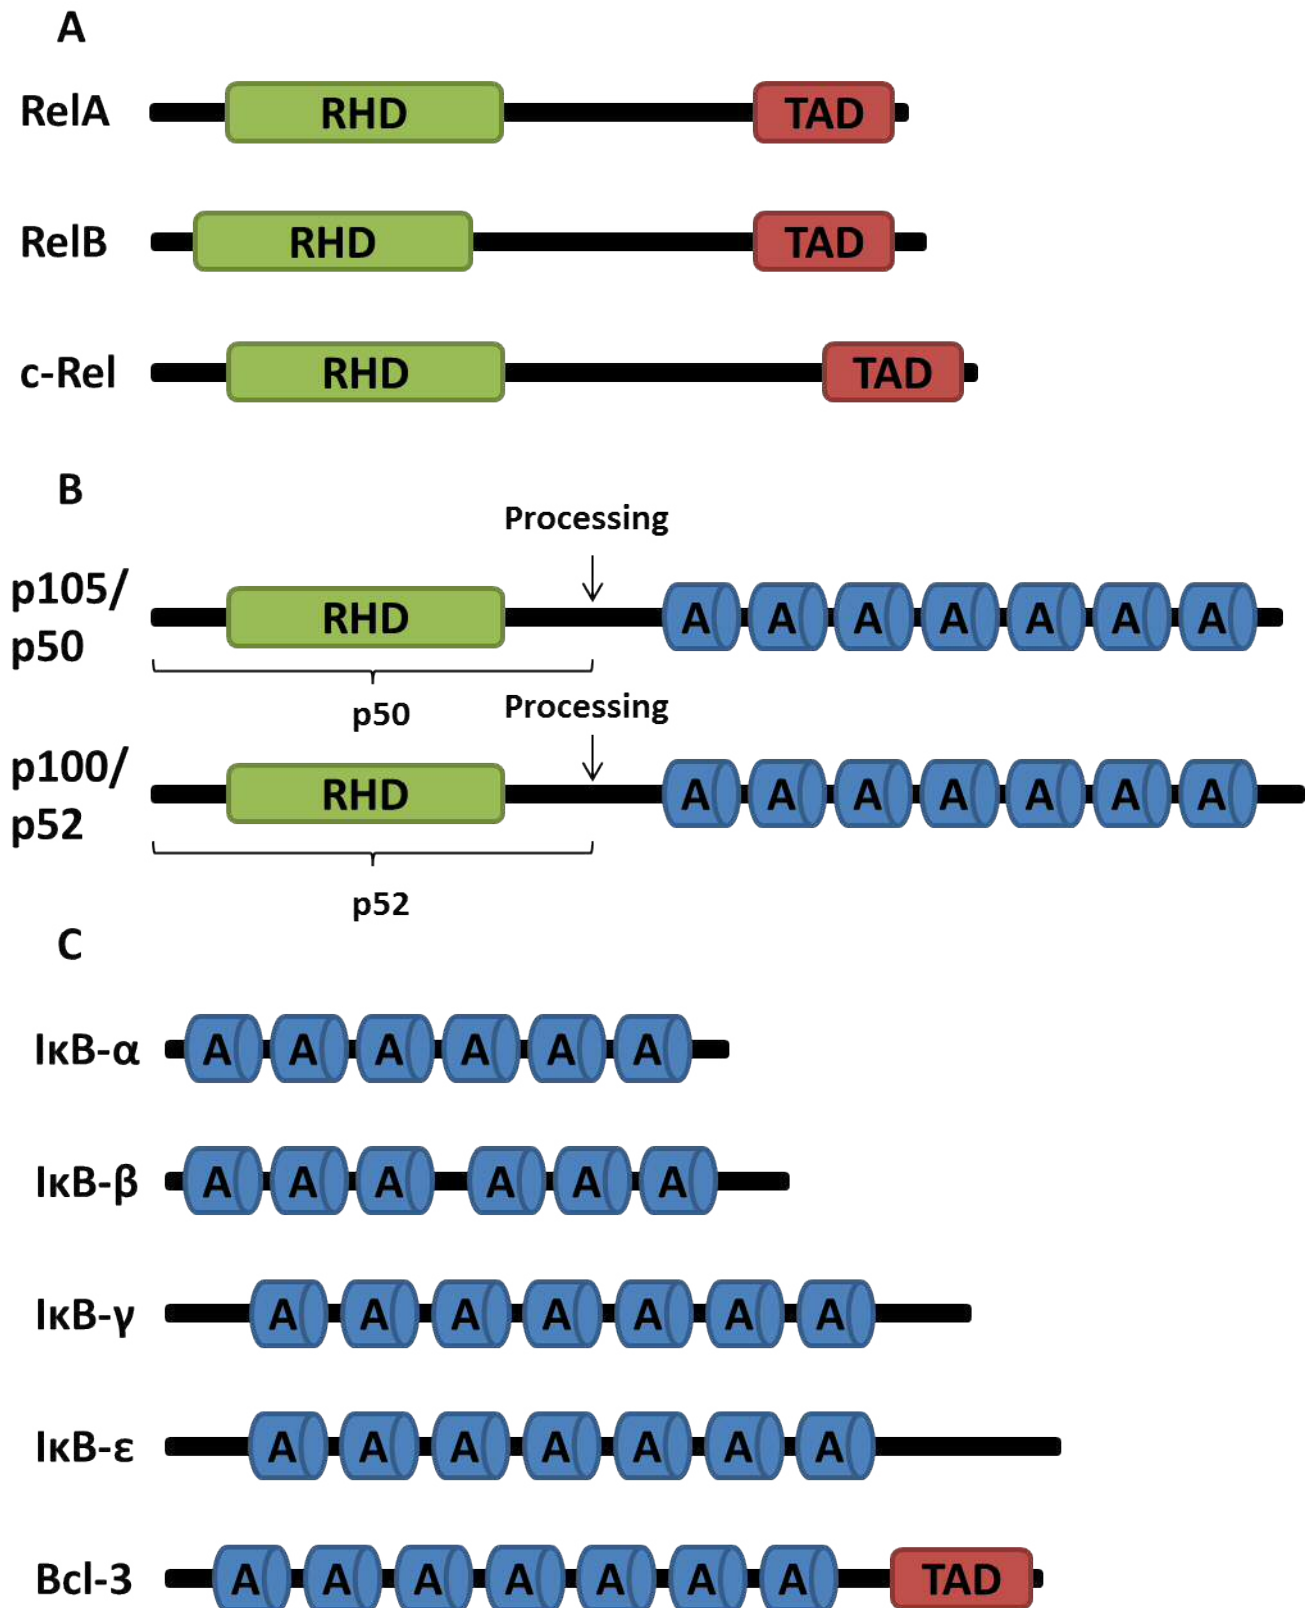 A
RelA RHD TAD
RelB RHD TAD
c-Rel RHD TAD
B
Processing
p105/
p50
RHD A A A A A A A
p50
Processing
p100/
p52
RHD A A A A A A A
p52
C
IκB-α A A A A A A
IκB-β A A A A A A
IκB-γ A A A A A A A
IκB-ε A A A A A A A
Bcl-3 A A A A A A A TAD